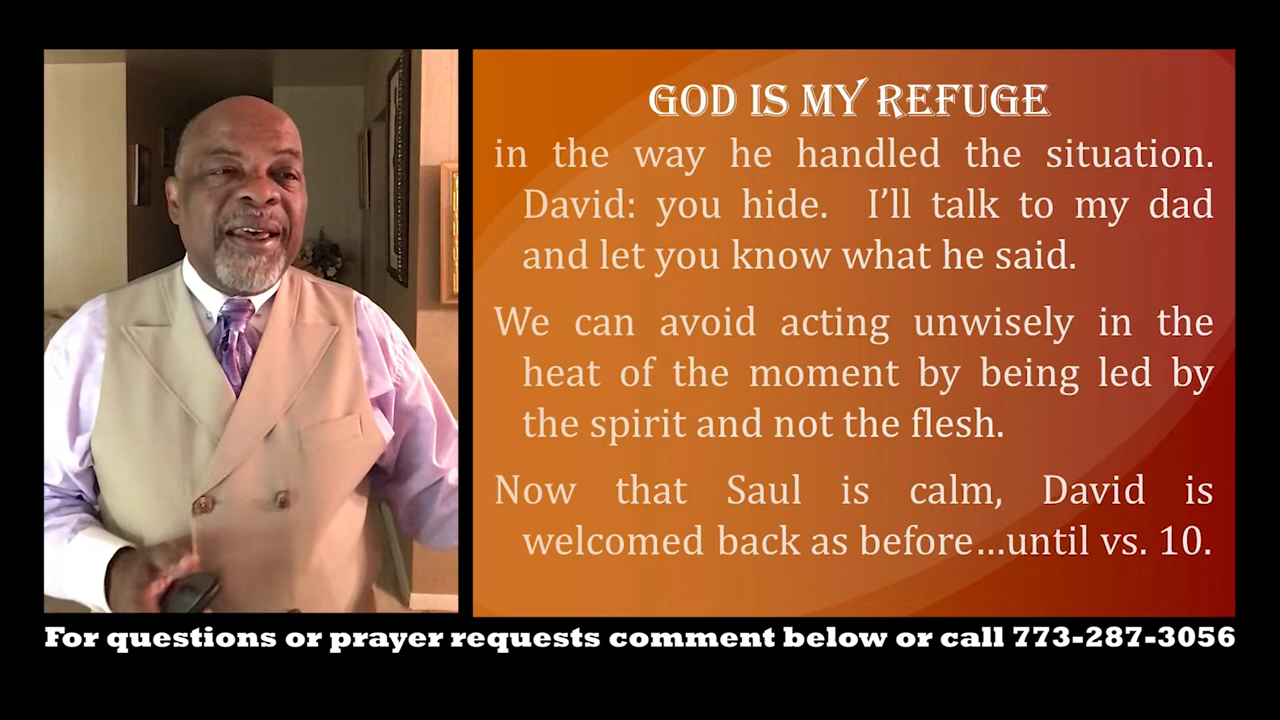 GOD IS MY REFUGE
in the way he handled the situation.
David: you hide. I'll talk to my dad
and let you know what he said.
We can avoid acting unwisely in the
heat of the moment by being led by
the spirit and not the flesh.
Now that Saul is calm, David is
welcomed back as before...until vs. 10.
For questions or prayer requests comment below or call 773-287-3056